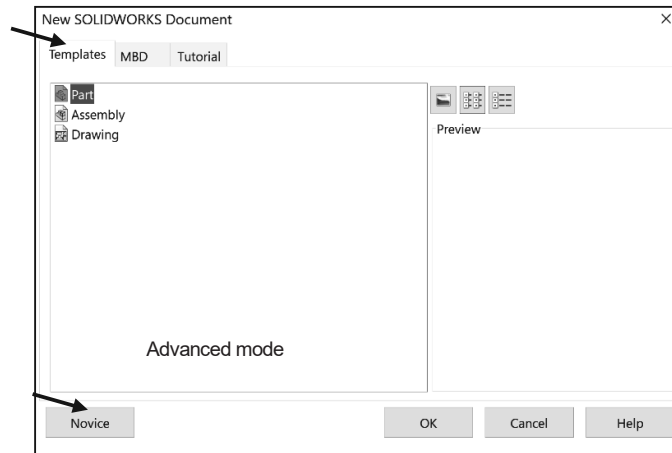 New SOLIDWORKS Document
Templates MBD Tutorial
Part
Assembly
Drawing
Preview
Advanced mode
Novice OK Cancel Help